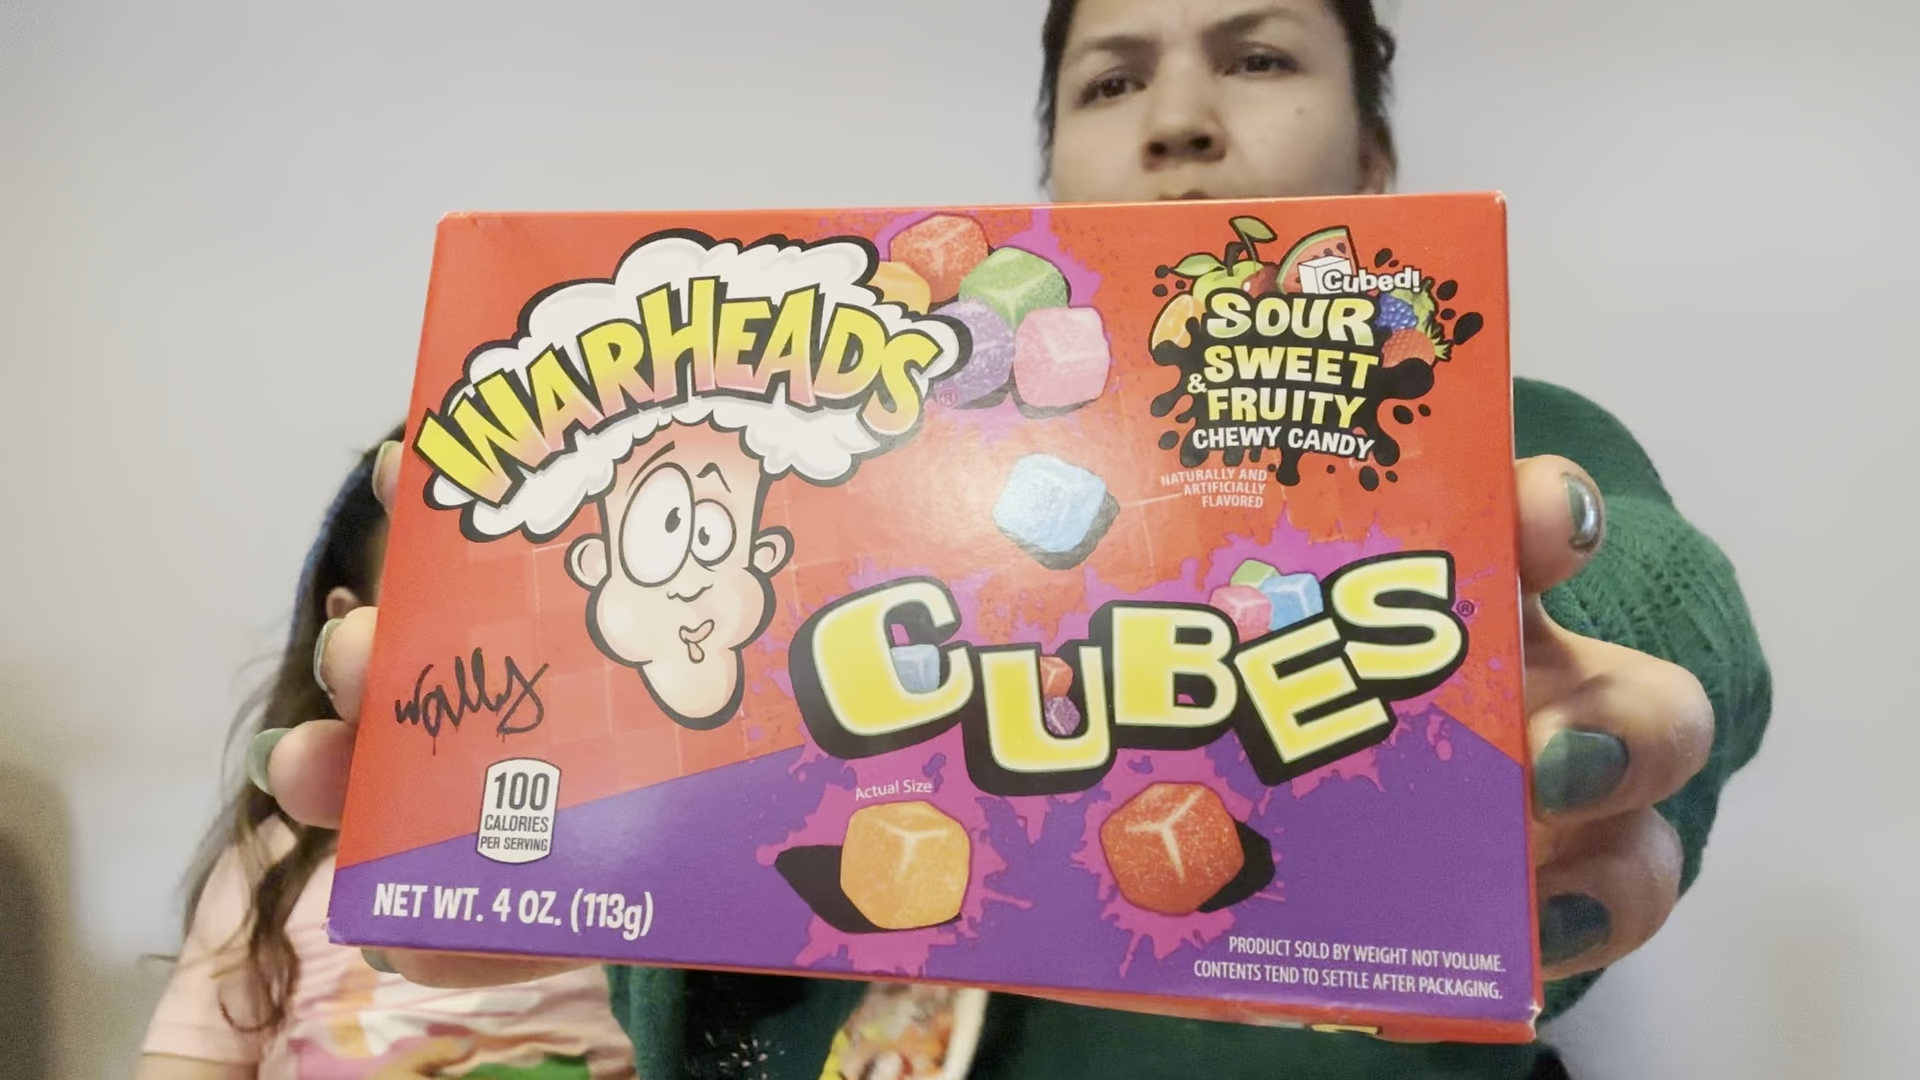 WARHEADS®
Cubed!
SOUR
SWEET
& FRUITY
CHEWY CANDY
NATURALLY AND
ARTIFICIALLY
FLAVORED
CUBES®
Wally
100
CALORIES
PER SERVING
Actual Size
NET WT. 4 OZ. (113g)
PRODUCT SOLD BY WEIGHT NOT VOLUME.
CONTENTS TEND TO SETTLE AFTER PACKAGING.